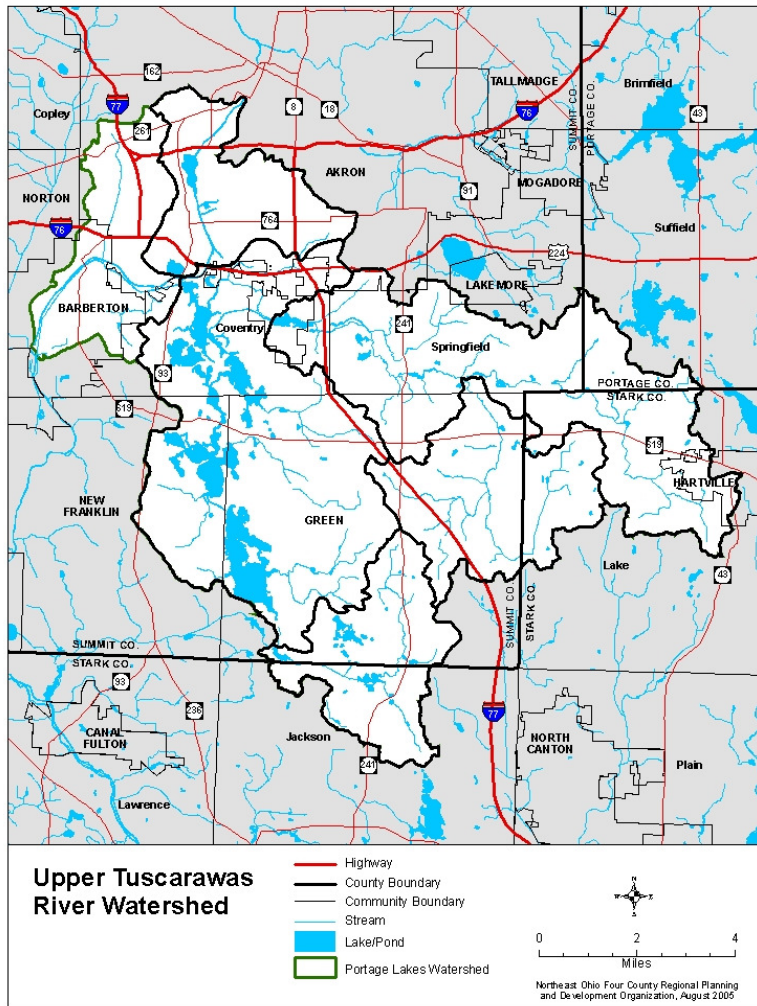 162
TALLMADGE
Brimfield
77
8
18
76
43
Copley
261
SUMMIT CO.
PORTAGE CO.
AKRON
MOGADORE
91
NORTON
764
Suffield
76
224
LAKEMORE
BARBERTON
Coventry
241
Springfield
93
PORTAGE CO.
STARK CO.
619
619
HARTVILLE
NEW
FRANKLIN
GREEN
Lake
43
SUMMIT CO.
STARK CO.
SUMMIT CO.
STARK CO.
93
236
77
CANAL
FULTON
Jackson
NORTH
CANTON
241
Plain
Lawrence
Upper Tuscarawas
River Watershed
Highway
County Boundary
Community Boundary
Stream
Lake/Pond
Portage Lakes Watershed
N
W E
S
0 2 4
Miles
Northeast Ohio Four County Regional Planning
and Development Organization, August 2005